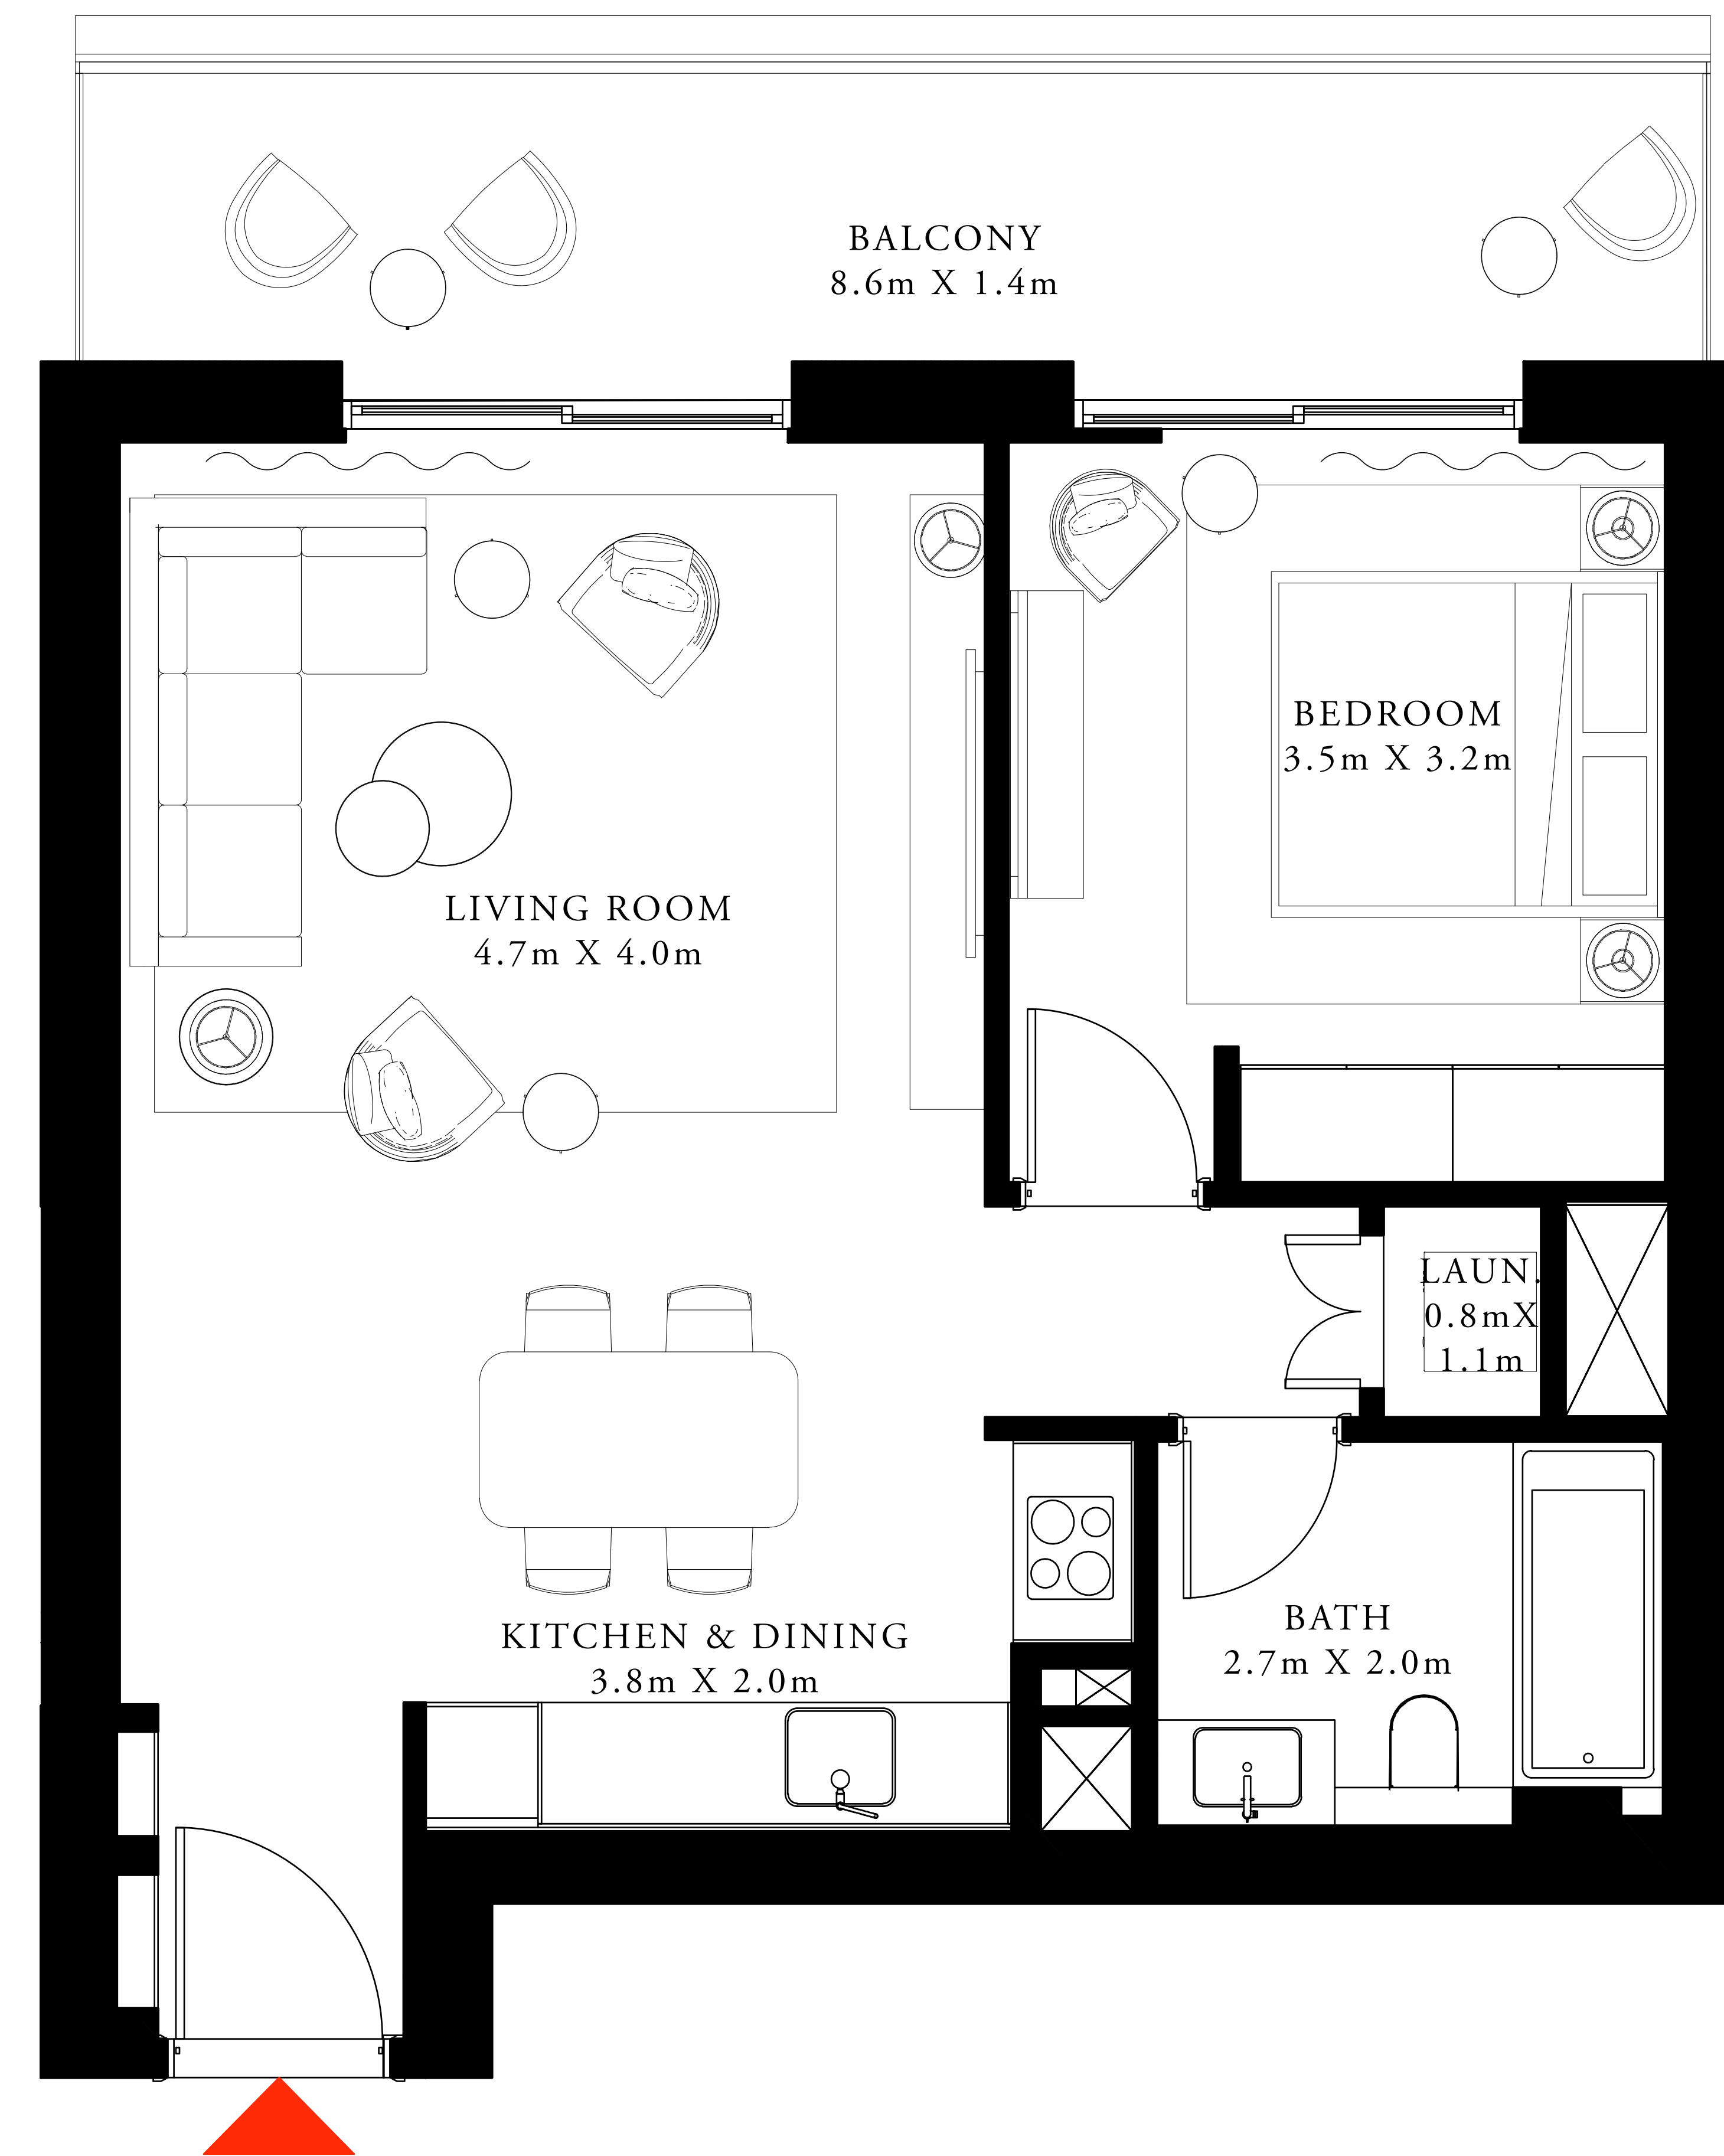 BALCONY
8.6m X 1.4m
BEDROOM
3.5m X 3.2m
LIVING ROOM
4.7m X 4.0m
LAUN.
0.8mX
1.1m
BATH
2.7m X 2.0m
KITCHEN & DINING
3.8m X 2.0m